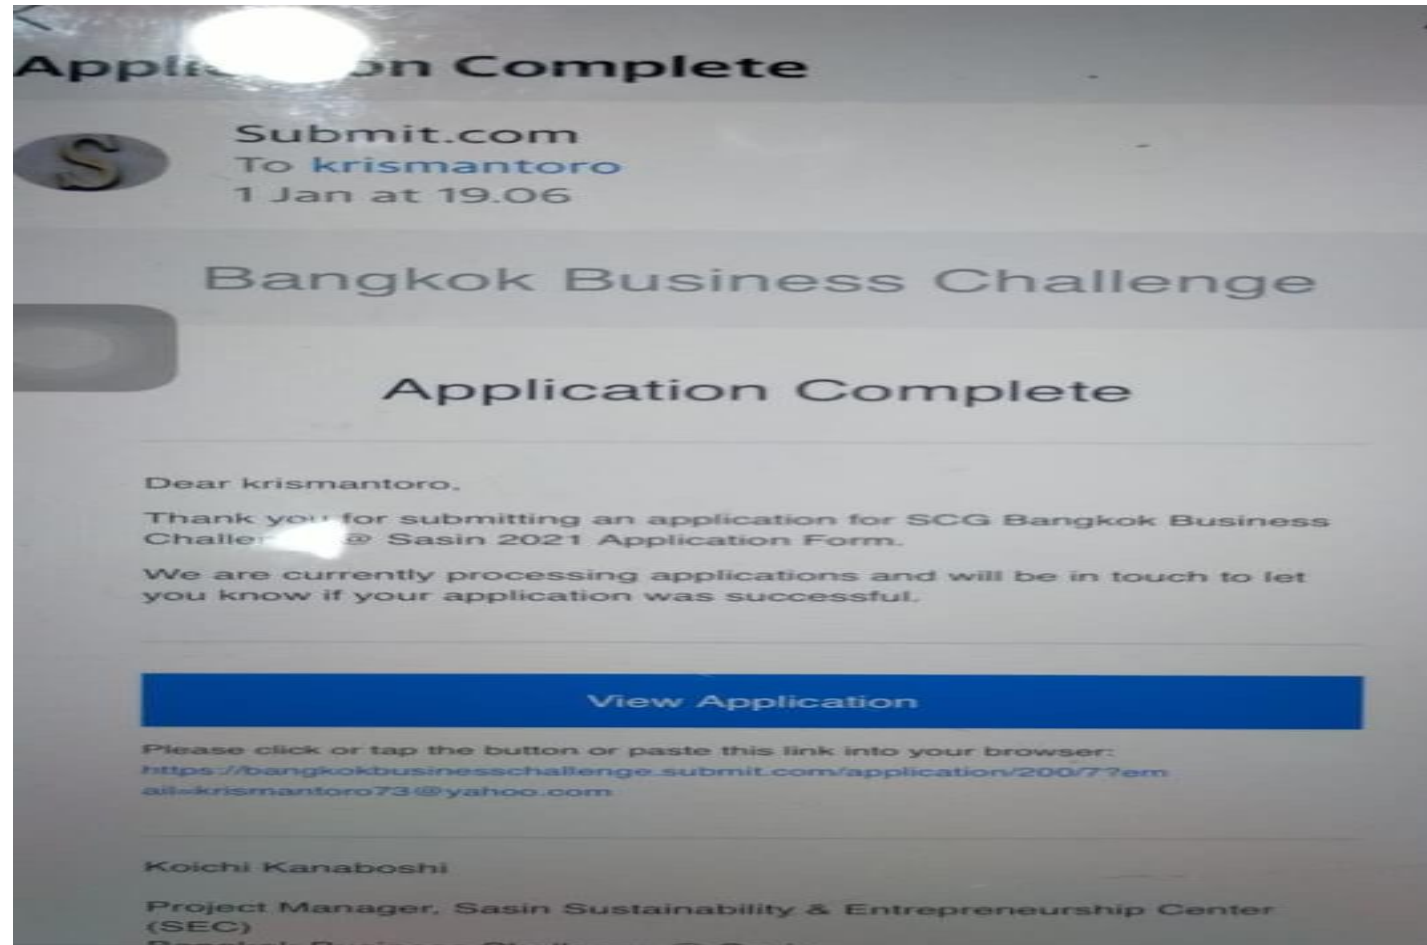 Complete
Submit.com
To krismantoro
1 Jan at 19.06
Bangkok Business Challenge
Application Complete
Dear krismantoro,
Thank you for submitting an application for SCG Bangkok Business
@ Sasin 2021 Application Form.
We are currently processing applications and will be in touch to let
you know if your application was successful.
View Application
Please click or tap the button or paste this link into your browser:
https://bangkokbusinesschallenge.submit.com/application/200/7?em
ail=krismantoro73@yahoo.com
Koichi Kanaboshi
Project Manager, Sasin Sustainability & Entrepreneurship Center
(SEC)